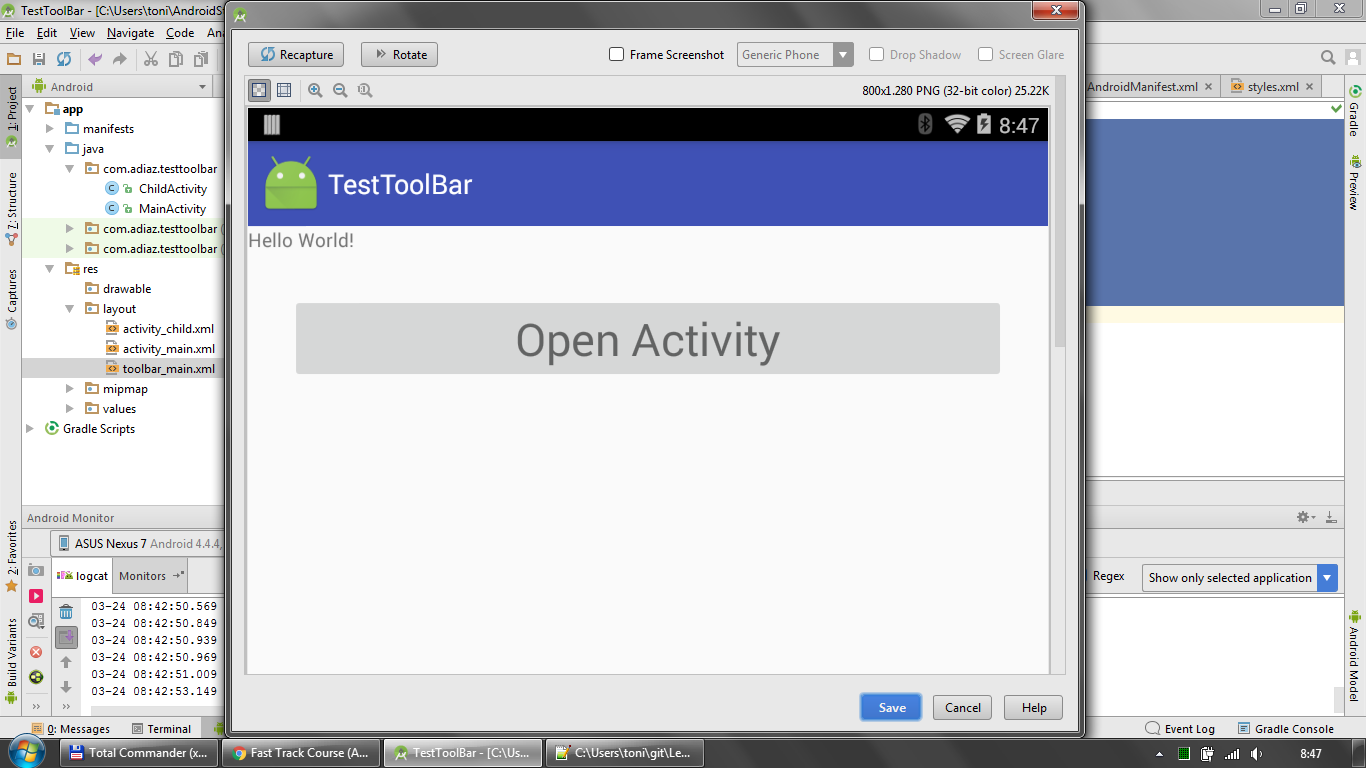 TestToolBar - [C:\Users\toni\AndroidS
File Edit View Navigate Code An
Android
AndroidManifest.xml
styles.xml
1: Project
7: Structure
Captures
2: Favorites
Build Variants
app
manifests
java
com.adiaz.testtoolbar
ChildActivity
MainActivity
com.adiaz.testtoolbar (
com.adiaz.testtoolbar (
res
drawable
layout
activity_child.xml
activity_main.xml
toolbar_main.xml
mipmap
values
Gradle Scripts
Recapture
Rotate
Frame Screenshot
Generic Phone
Drop Shadow
Screen Glare
800x1.280 PNG (32-bit color) 25.22K
8:47
TestToolBar
Hello World!
Open Activity
Save
Cancel
Help
Gradle
Preview
Android Model
Android Monitor
ASUS Nexus 7 Android 4.4.4,
logcat
Monitors
Regex
Show only selected application
03-24 08:42:50.569
03-24 08:42:50.849
03-24 08:42:50.939
03-24 08:42:50.969
03-24 08:42:51.009
03-24 08:42:53.149
0: Messages
Terminal
Event Log
Gradle Console
Total Commander (x...
Fast Track Course (A...
TestToolBar - [C:\Us...
C:\Users\toni\git\Le...
8:47